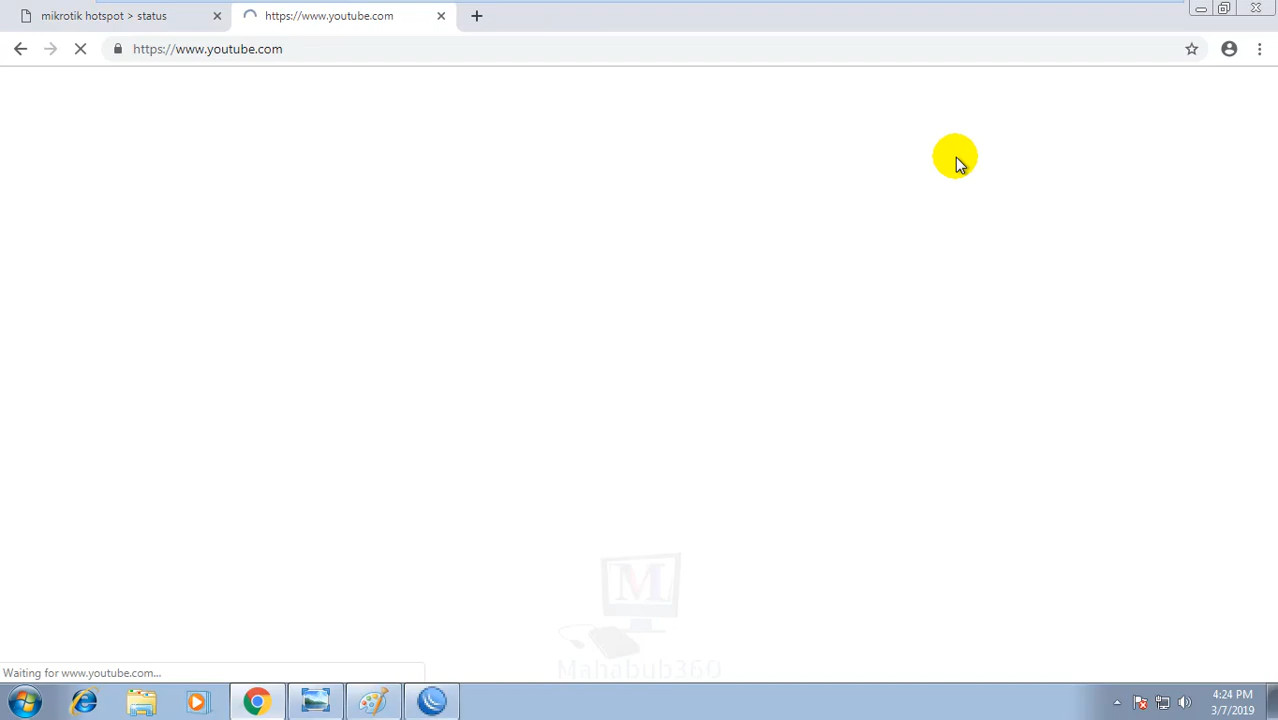 mikrotik hotspot > status
https://www.youtube.com
https://www.youtube.com
M
Mahabub360
Waiting for www.youtube.com...
4:24 PM
3/7/2019